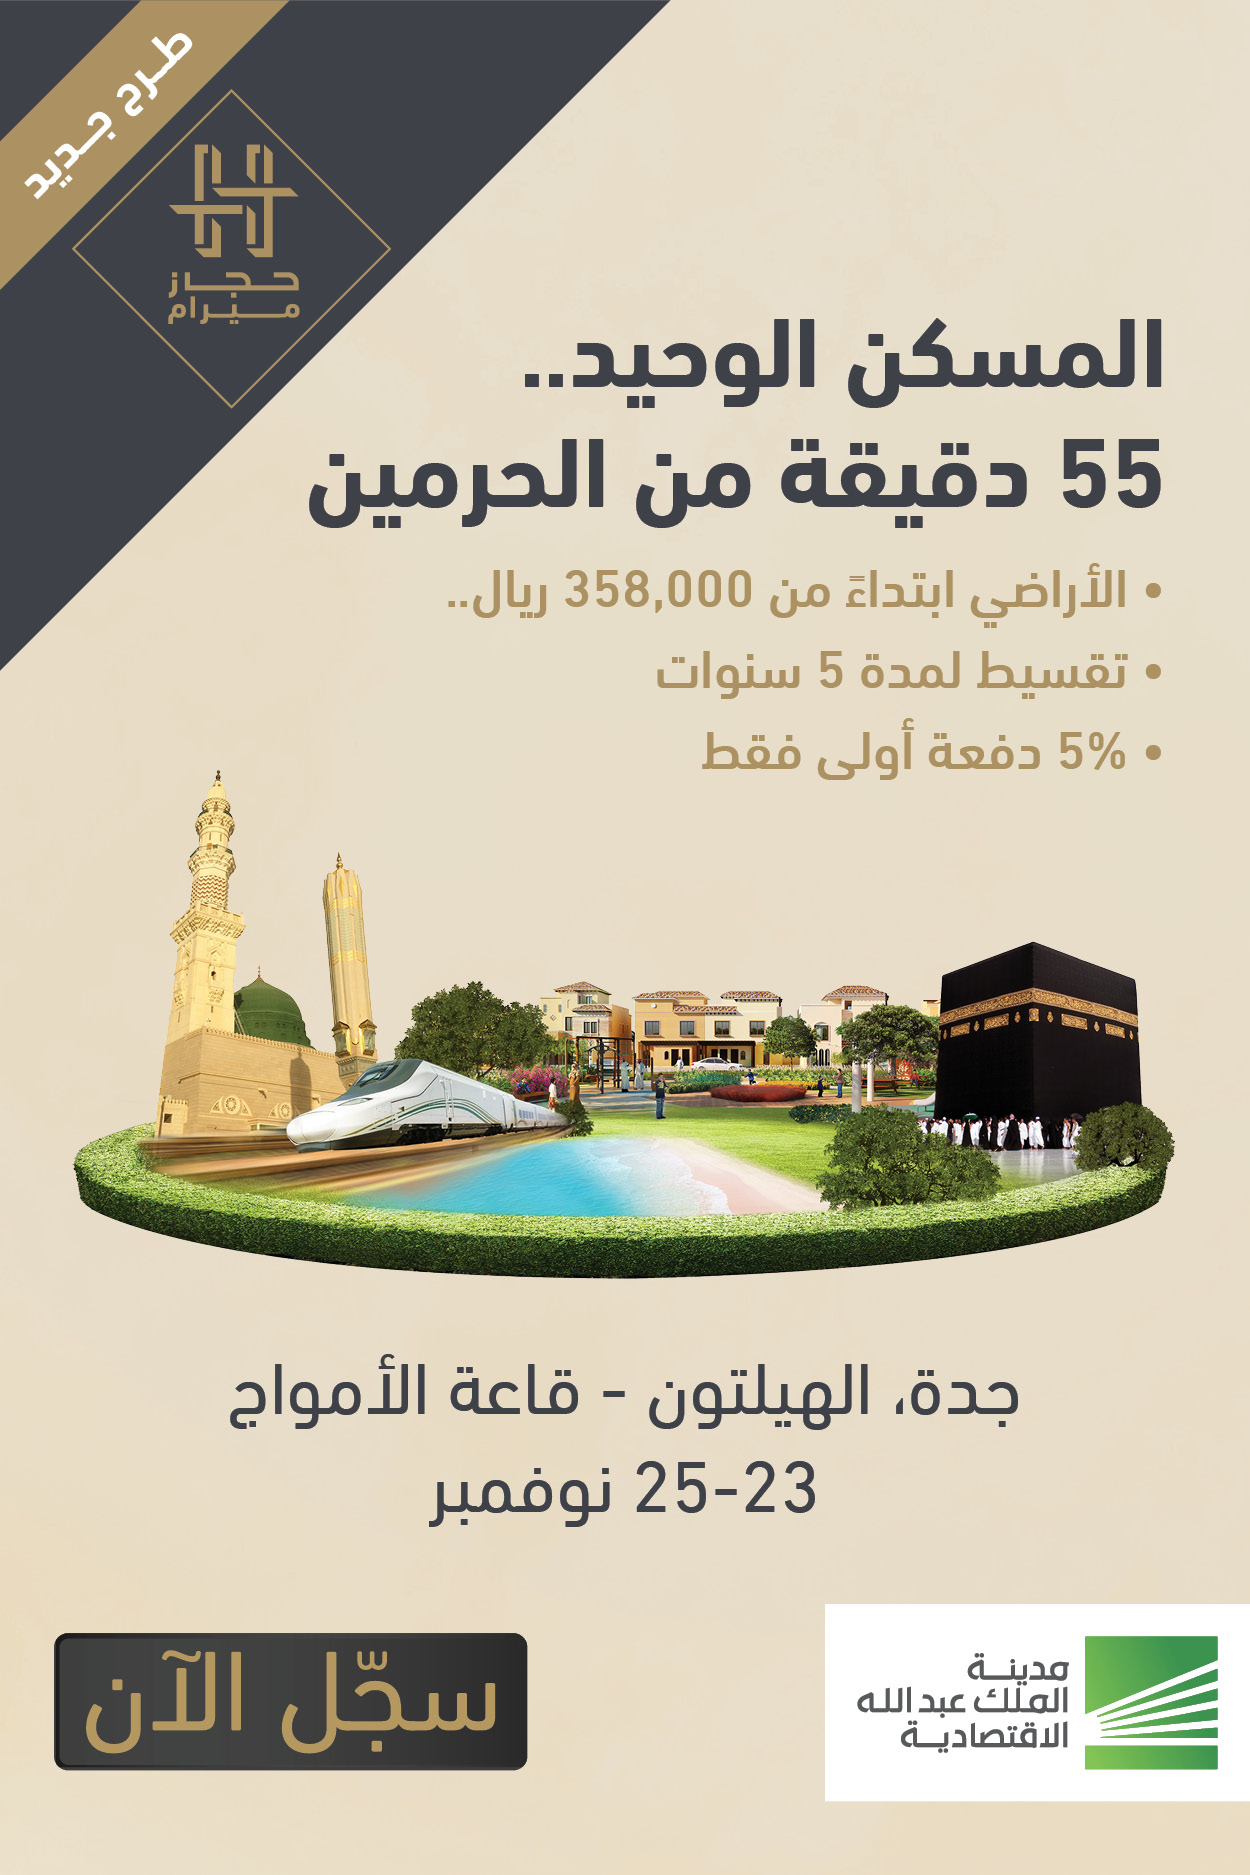 طرح جديد
حجاز
ميرام
المسكن الوحيد..
55 دقيقة من الحرمين
• الأراضي ابتداءً من 358,000 ريال..
• تقسيط لمدة 5 سنوات
• 5% دفعة أولى فقط
جدة، الهيلتون - قاعة الأمواج
23-25 نوفمبر
سجّل الآن
مدينة
الملك عبدالله
الاقتصادية